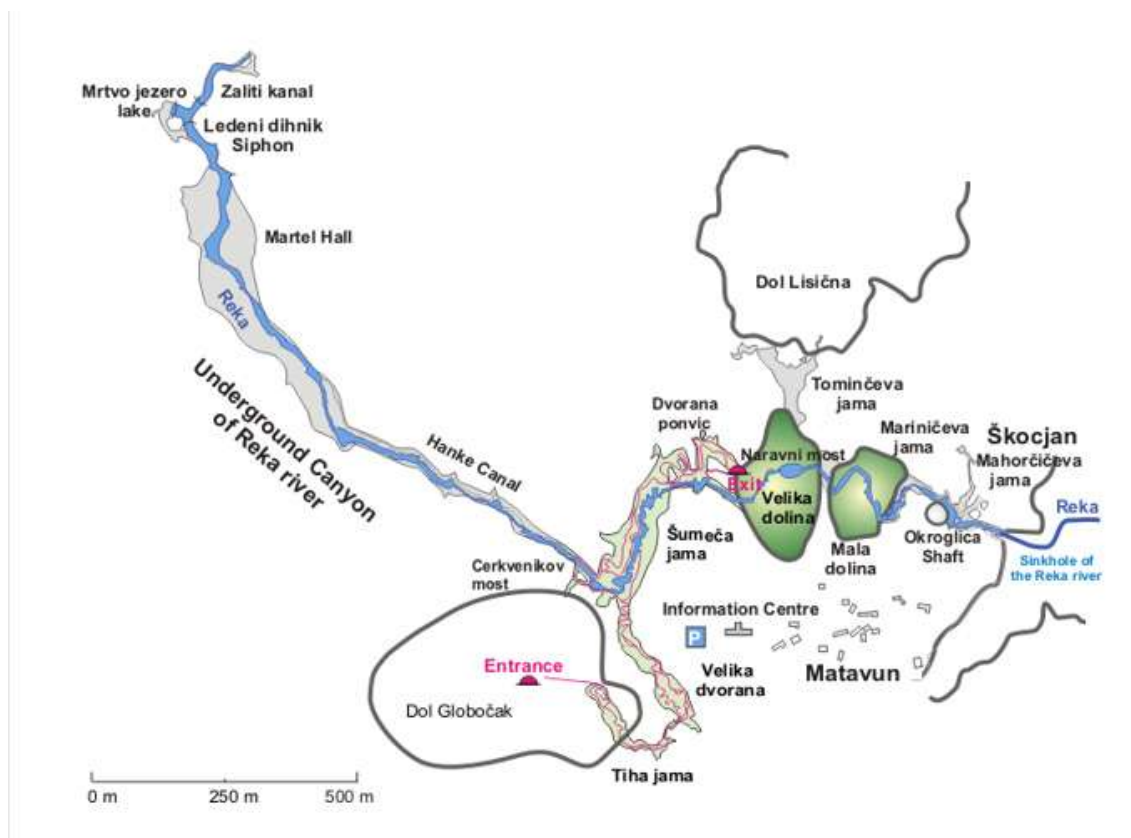 Mrtvo jezero
lake
Zaliti kanal
Ledeni dihnik
Siphon
Martel Hall
Reka
Underground Canyon
of Reka river
Hanke Canal
Dol Lisična
Tominčeva
jama
Dvorana
ponvic
Mariničeva
jama
Škocjan
Mahorčičeva
jama
Naravni most
Exit
Velika
dolina
Reka
Šumeča
jama
Mala
dolina
Okroglica
Shaft
Sinkhole of
the Reka river
Cerkvenikov
most
Information Centre
P
Entrance
Velika
dvorana
Matavun
Dol Globočak
Tiha jama
0 m
250 m
500 m